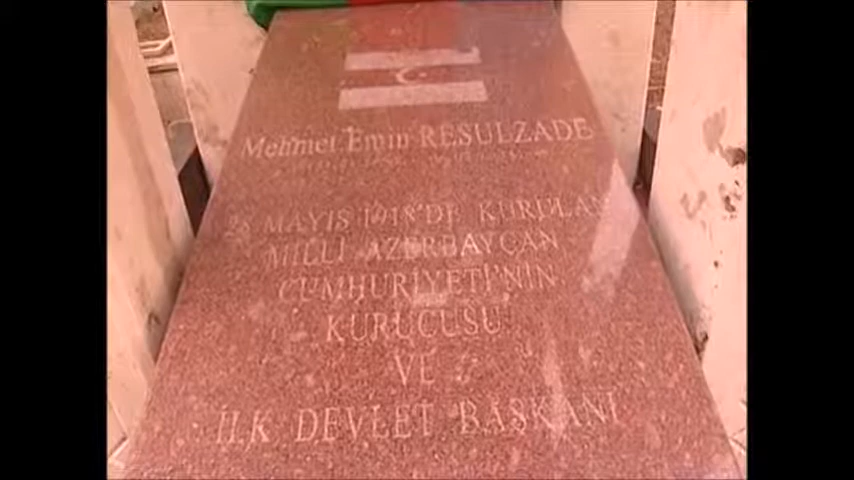 Mehmet Emin RESULZADE
28 MAYIS 1918'DE KURULAN
MİLLİ AZERBAYCAN
CUMHURİYETİ'NİN
KURUCUSU
VE
İLK DEVLET BAŞKANI